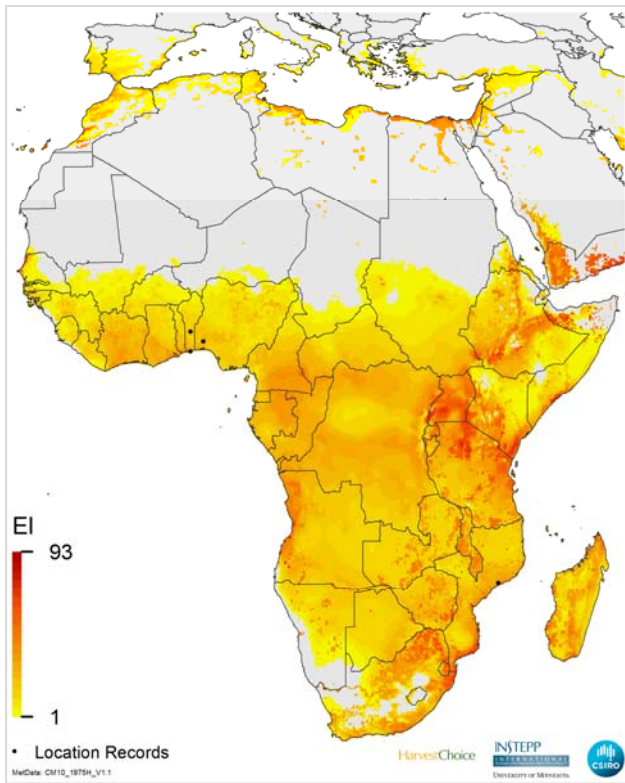 EI
93
1
• Location Records
MetData: CM10_1975H_V1.1
HarvestChoice
INSTEPP
INTERNATIONAL
UNIVERSITY OF MINNESOTA
CSIRO